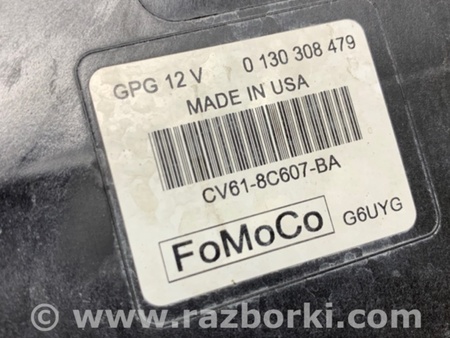 GPG 12 V 0 130 308 479
MADE IN USA
CV61-8C607-BA
FoMoCo G6UYG
© www.razborki.com